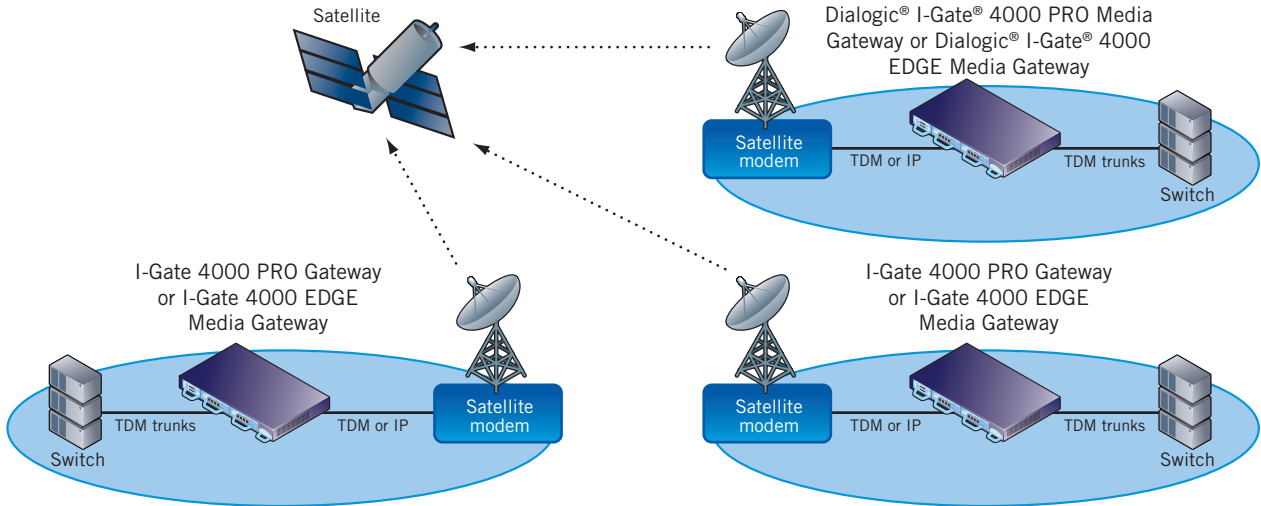 Satellite
Dialogic® I-Gate® 4000 PRO Media
Gateway or Dialogic® I-Gate® 4000
EDGE Media Gateway
Satellite
modem
TDM or IP
TDM trunks
Switch
I-Gate 4000 PRO Gateway
or I-Gate 4000 EDGE
Media Gateway
Switch
TDM trunks
TDM or IP
Satellite
modem
I-Gate 4000 PRO Gateway
or I-Gate 4000 EDGE
Media Gateway
Satellite
modem
TDM or IP
TDM trunks
Switch